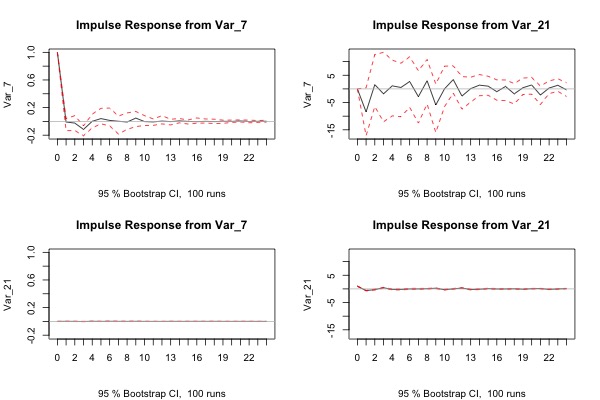 Impulse Response from Var_7
Var_7
1.0
0.6
0.2
-0.2
0 2 4 6 8 10 13 16 19 22
95 % Bootstrap CI, 100 runs
Impulse Response from Var_21
Var_7
5
-5
-15
0 2 4 6 8 10 13 16 19 22
95 % Bootstrap CI, 100 runs
Impulse Response from Var_7
Var_21
1.0
0.6
0.2
-0.2
0 2 4 6 8 10 13 16 19 22
95 % Bootstrap CI, 100 runs
Impulse Response from Var_21
Var_21
5
-5
-15
0 2 4 6 8 10 13 16 19 22
95 % Bootstrap CI, 100 runs